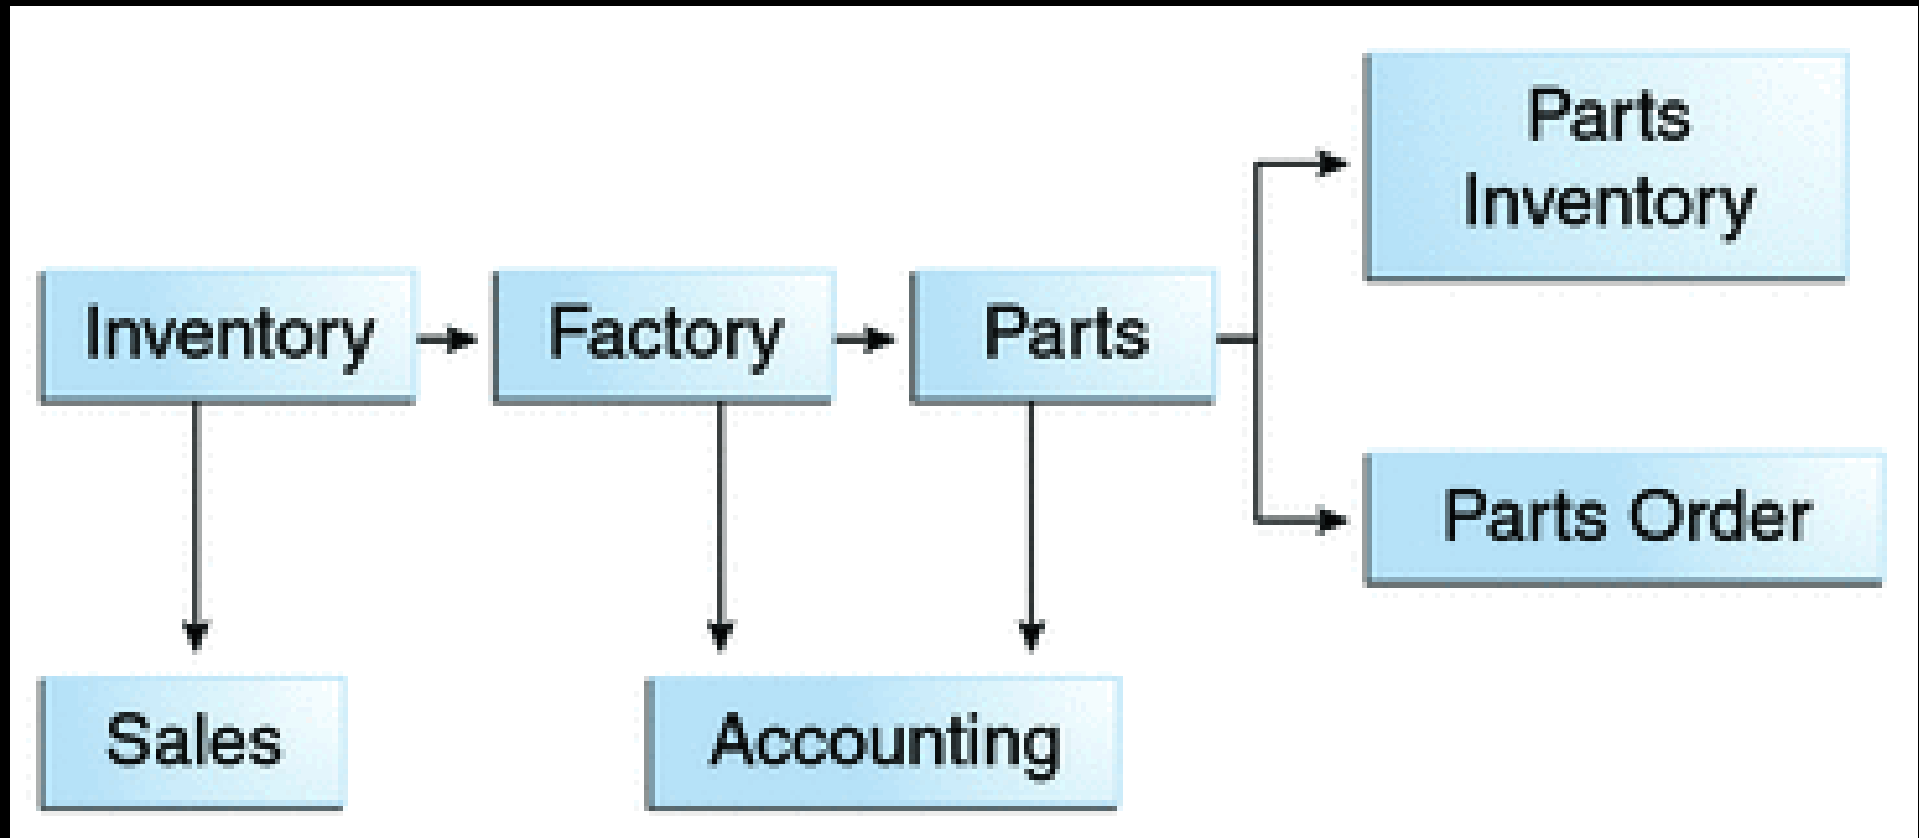 Parts
Inventory
Inventory
Factory
Parts
Parts Order
Sales
Accounting